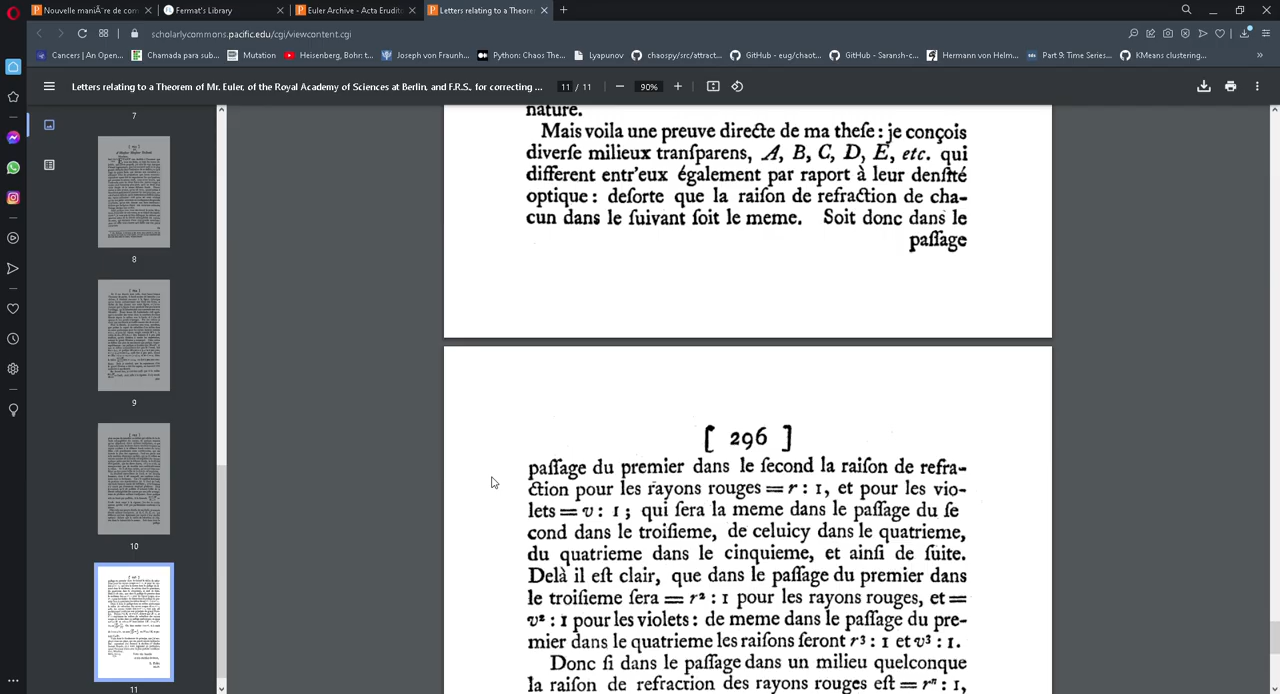 Nouvelle maniÃ¨re de com
Fermat's Library
Euler Archive - Acta Erudito
Letters relating to a Theore
scholarlycommons.pacific.edu/cgi/viewcontent.cgi
Cancers | An Open...
Chamada para sub...
Mutation
Heisenberg, Bohr: t...
Joseph von Fraunh...
Python: Chaos The...
Lyapunov
chaospy/src/attract...
GitHub - eug/chaot...
GitHub - Saransh-c...
Hermann von Helm...
Part 9: Time Series...
KMeans clustering...
Letters relating to a Theorem of Mr. Euler, of the Royal Academy of Sciences at Berlin, and F.R.S., for correcting ...
11 / 11
90%
7
8
9
10
11
nature.
Mais voila une preuve directe de ma theſe : je conçois
diverſe milieux tranſparens, A, B, C, D, E, etc. qui
different entr'eux également par raport à leur denſité
optique : deſorte que la raiſon de refraction de cha-
cun dans le ſuivant ſoit le meme. Soit donc dans le
paſſage
[ 296 ]
paſſage du premier dans le ſecond la raiſon de refra-
ction pour les rayons rouges = r : 1, et pour les vio-
lets = v : 1 ; qui ſera la meme dans le paſſage du ſe
cond dans le troiſieme, de celuicy dans le quatrieme,
du quatrieme dans le cinquieme, et ainſi de ſuite.
Delà il eſt clair, que dans le paſſage du premier dans
le troiſieme ſera = r² : 1 pour les raions rouges, et =
v² : 1 pour les violets : de meme dans le paſſage du pre-
mier dans le quatrieme les raiſons ſeront r³ : 1 et v³ : 1.
Donc ſi dans le paſſage dans un milieu quelconque
la raiſon de refraction des rayons rouges eſt = rⁿ : 1,